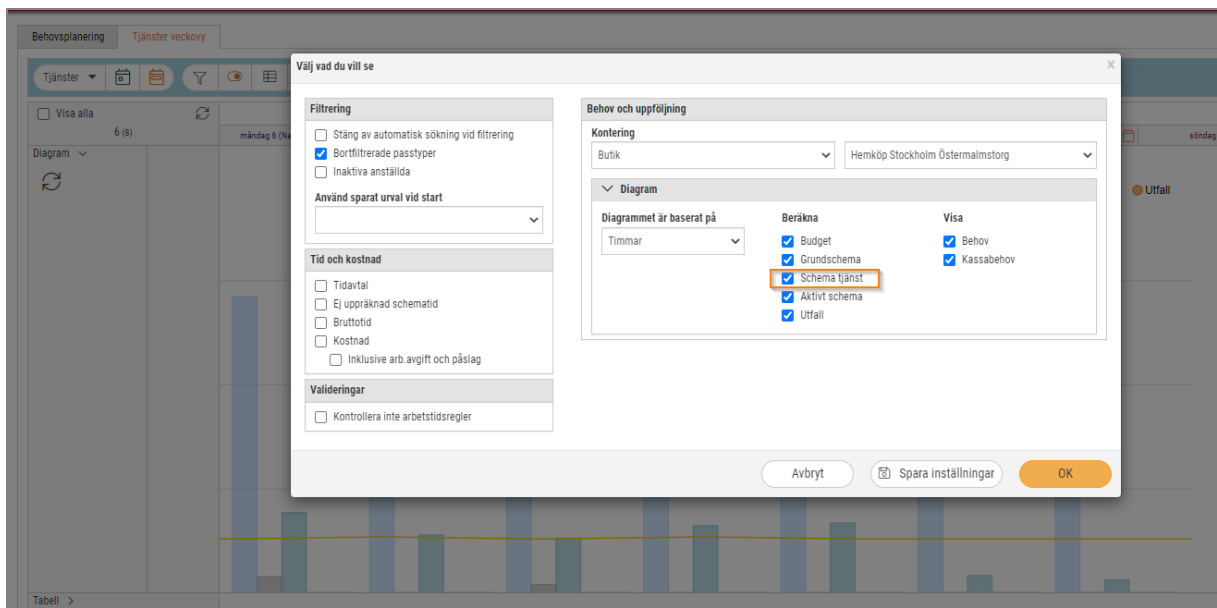 Behovsplanering
Tjänster veckovy
Tjänster
Visa alla
6 (8)
måndag 6 (Na
söndag
Diagram
Utfall
Tabell >
Välj vad du vill se
Filtrering
Stäng av automatisk sökning vid filtrering
Bortfiltrerade passtyper
Inaktiva anställda
Använd sparat urval vid start
Tid och kostnad
Tidavtal
Ej uppräknad schematid
Bruttotid
Kostnad
Inklusive arb.avgift och påslag
Valideringar
Kontrollera inte arbetstidsregler
Behov och uppföljning
Kontering
Butik
Hemköp Stockholm Östermalmstorg
Diagram
Diagrammet är baserat på
Timmar
Beräkna
Budget
Grundschema
Schema tjänst
Aktivt schema
Utfall
Visa
Behov
Kassabehov
Avbryt
Spara inställningar
OK